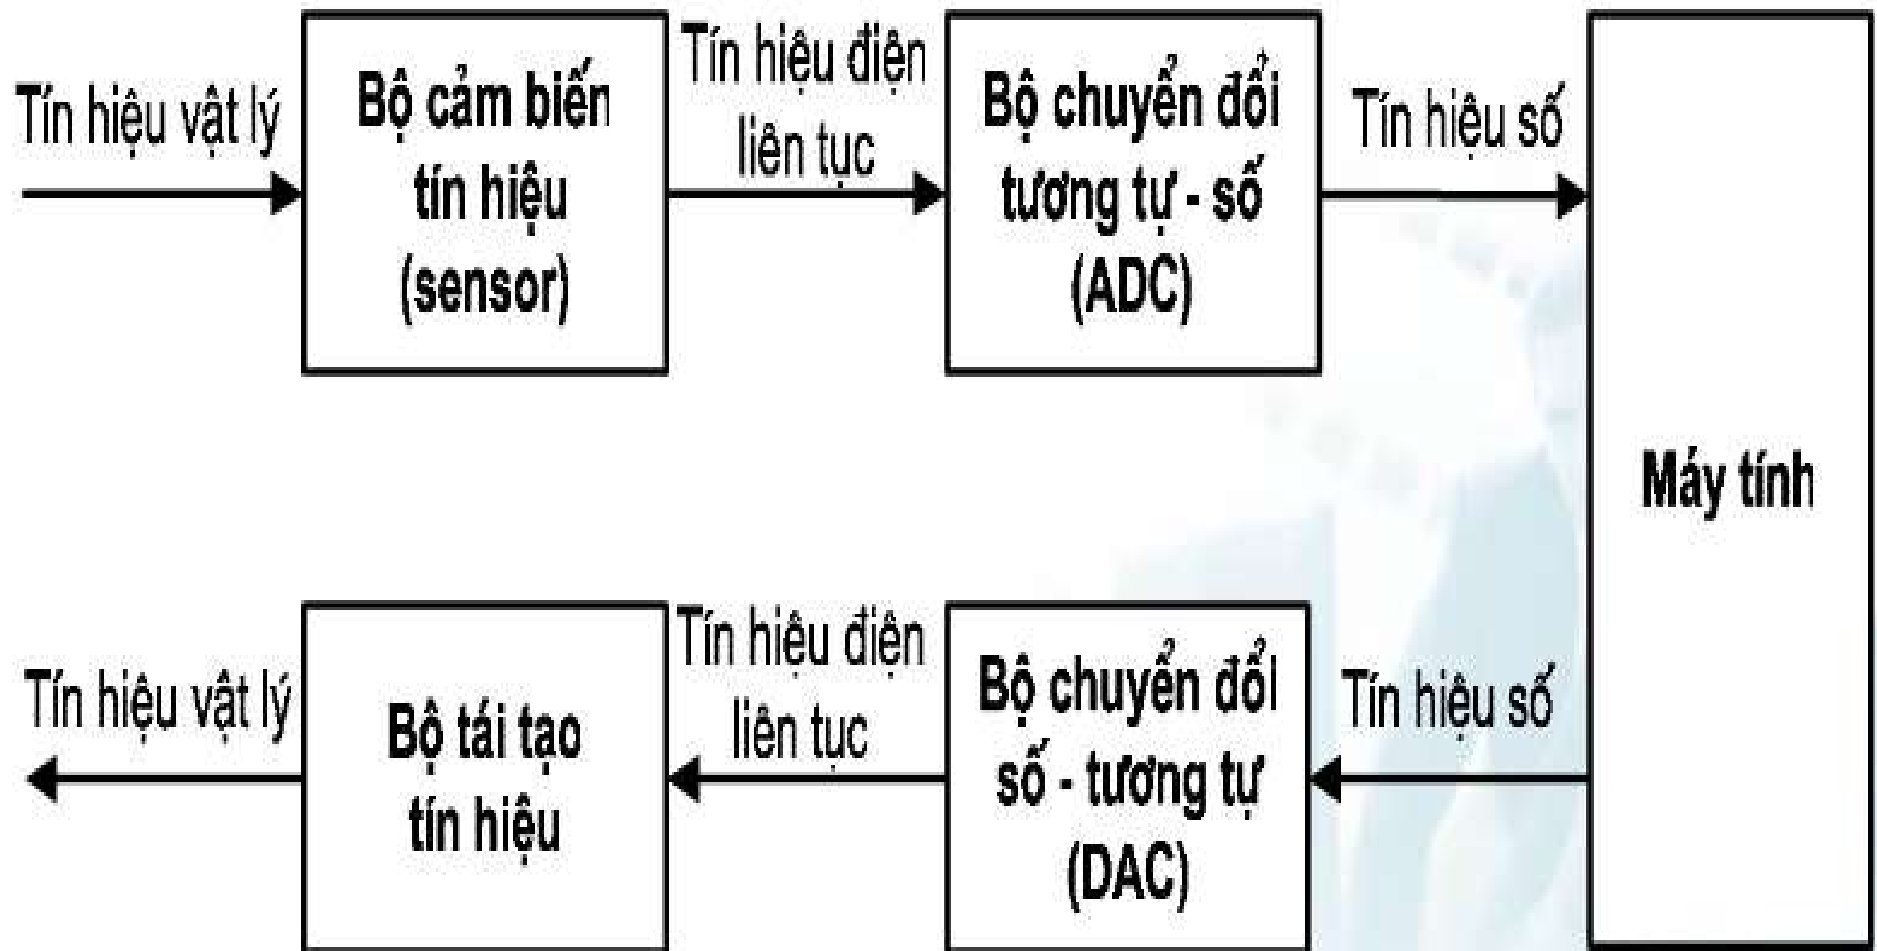 Tín hiệu vật lý
Bộ cảm biến
tín hiệu
(sensor)
Tín hiệu điện
liên tục
Bộ chuyển đổi
tương tự - số
(ADC)
Tín hiệu số
Máy tính
Tín hiệu vật lý
Bộ tái tạo
tín hiệu
Tín hiệu điện
liên tục
Bộ chuyển đổi
số - tương tự
(DAC)
Tín hiệu số